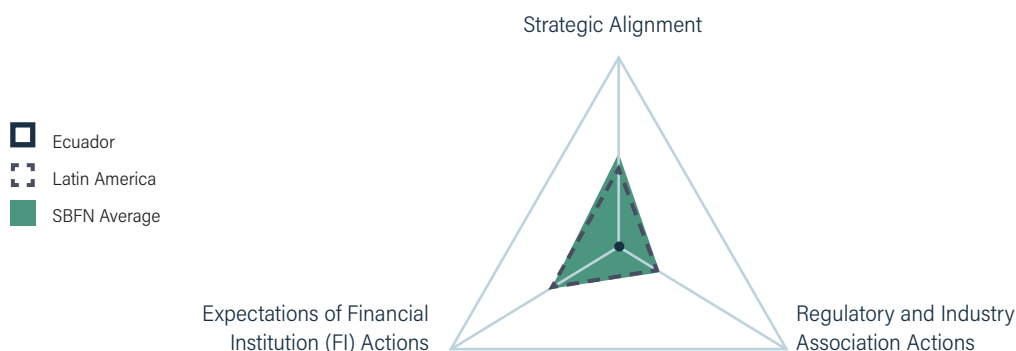 Strategic Alignment
Ecuador
Latin America
SBFN Average
Expectations of Financial
Institution (FI) Actions
Regulatory and Industry
Association Actions